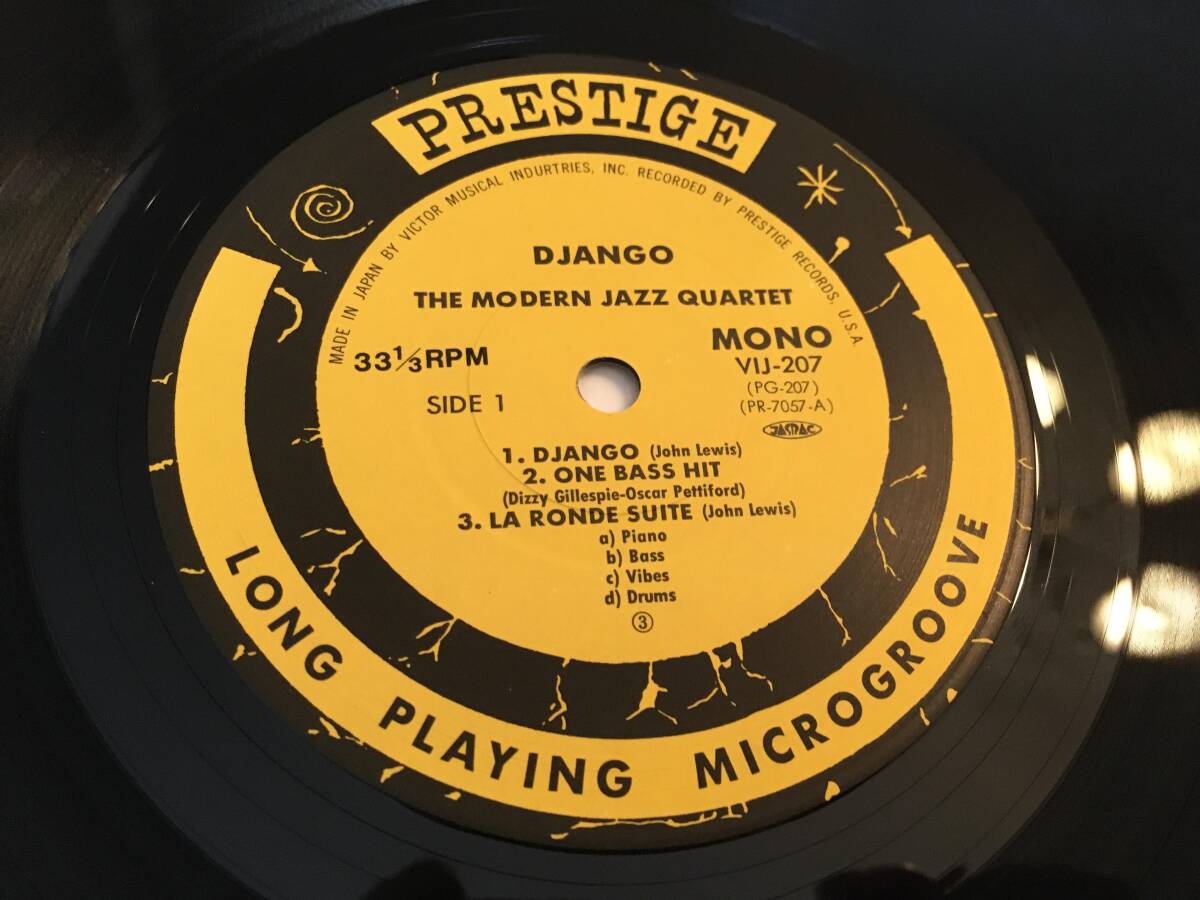 PRESTIGE
MADE IN JAPAN BY VICTOR MUSICAL INDURTRIES, INC. RECORDED BY PRESTIGE RECORDS, U.S.A.
DJANGO
THE MODERN JAZZ QUARTET
33 1/3 RPM
MONO
VIJ-207
(PG-207)
SIDE 1
(PR-7057-A)
JASRAC
1. DJANGO (John Lewis)
2. ONE BASS HIT
(Dizzy Gillespie-Oscar Pettiford)
3. LA RONDE SUITE (John Lewis)
a) Piano
b) Bass
c) Vibes
d) Drums
③
LONG PLAYING MICROGROOVE